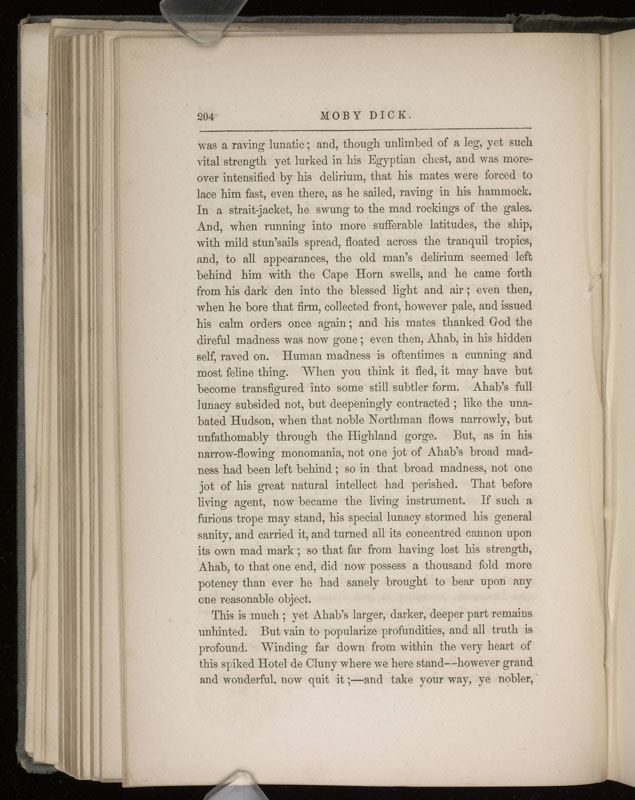 204 MOBY DICK.
was a raving lunatic; and, though unlimbed of a leg, yet such
vital strength yet lurked in his Egyptian chest, and was more-
over intensified by his delirium, that his mates were forced to
lace him fast, even there, as he sailed, raving in his hammock.
In a strait-jacket, he swung to the mad rockings of the gales.
And, when running into more sufferable latitudes, the ship,
with mild stun'sails spread, floated across the tranquil tropics,
and, to all appearances, the old man's delirium seemed left
behind him with the Cape Horn swells, and he came forth
from his dark den into the blessed light and air; even then,
when he bore that firm, collected front, however pale, and issued
his calm orders once again; and his mates thanked God the
direful madness was now gone; even then, Ahab, in his hidden
self, raved on. Human madness is oftentimes a cunning and
most feline thing. When you think it fled, it may have but
become transfigured into some still subtler form. Ahab's full
lunacy subsided not, but deepeningly contracted; like the una-
bated Hudson, when that noble Northman flows narrowly, but
unfathomably through the Highland gorge. But, as in his
narrow-flowing monomania, not one jot of Ahab's broad mad-
ness had been left behind; so in that broad madness, not one
jot of his great natural intellect had perished. That before
living agent, now became the living instrument. If such a
furious trope may stand, his special lunacy stormed his general
sanity, and carried it, and turned all its concentred cannon upon
its own mad mark; so that far from having lost his strength,
Ahab, to that one end, did now possess a thousand fold more
potency than ever he had sanely brought to bear upon any
one reasonable object.
This is much; yet Ahab's larger, darker, deeper part remains
unhinted. But vain to popularize profundities, and all truth is
profound. Winding far down from within the very heart of
this spiked Hotel de Cluny where we here stand—however grand
and wonderful, now quit it;—and take your way, ye nobler,